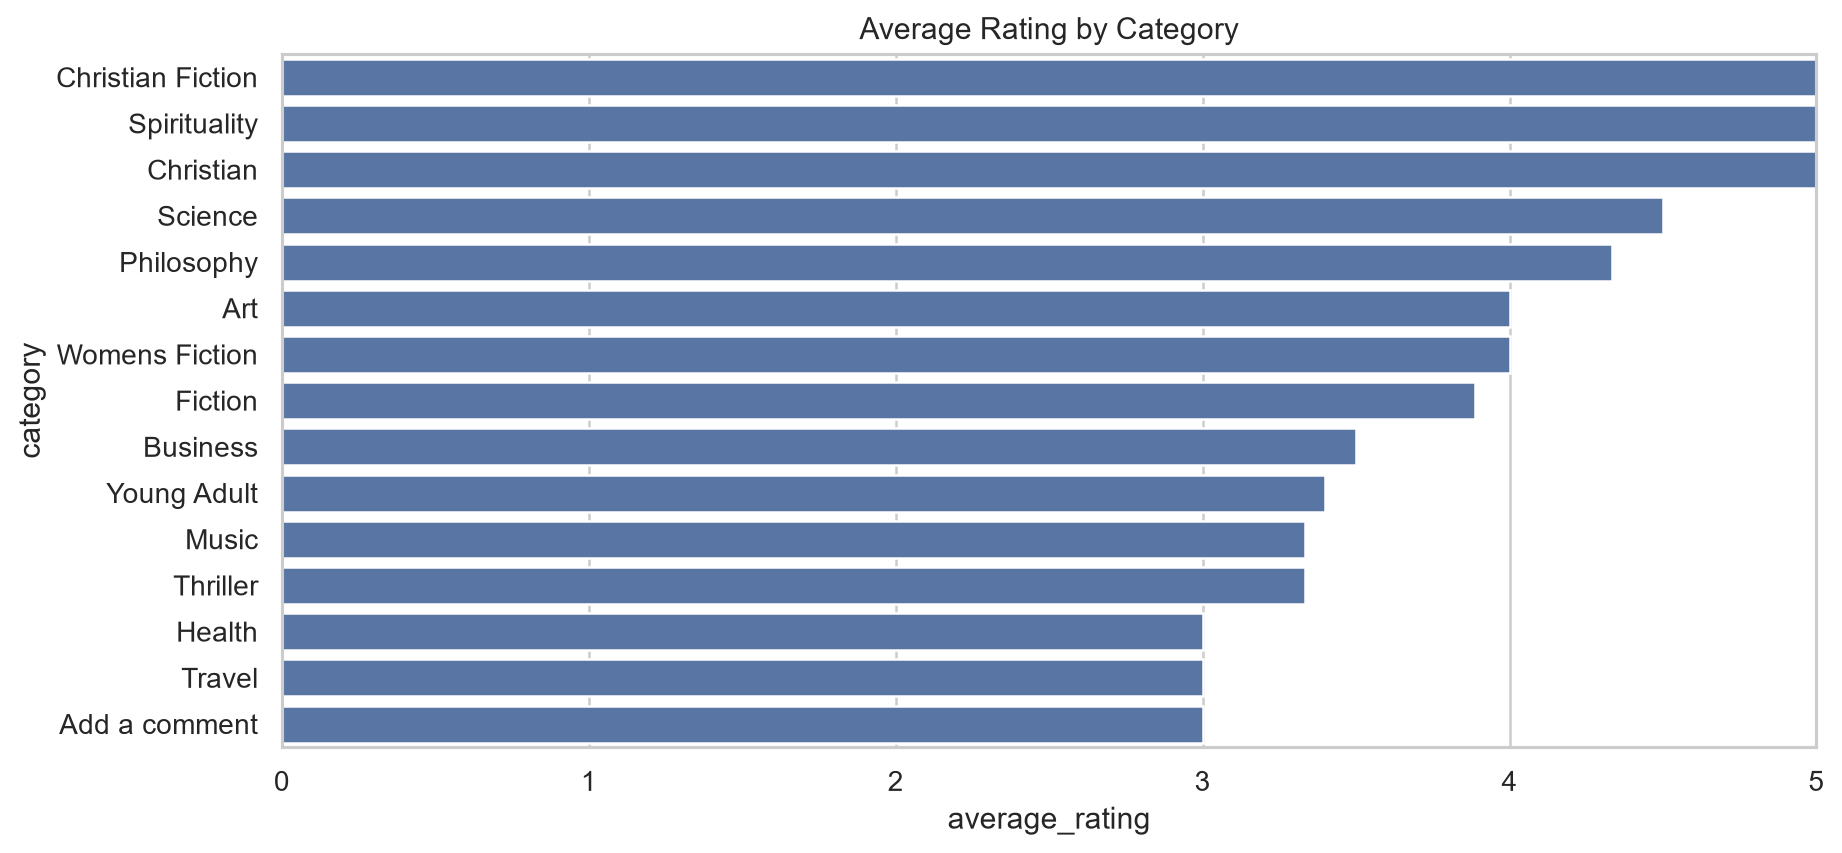 Average Rating by Category
Christian Fiction
Spirituality
Christian
Science
Philosophy
Art
Womens Fiction
Fiction
Business
Young Adult
Music
Thriller
Health
Travel
Add a comment
category
0 1 2 3 4 5
average_rating